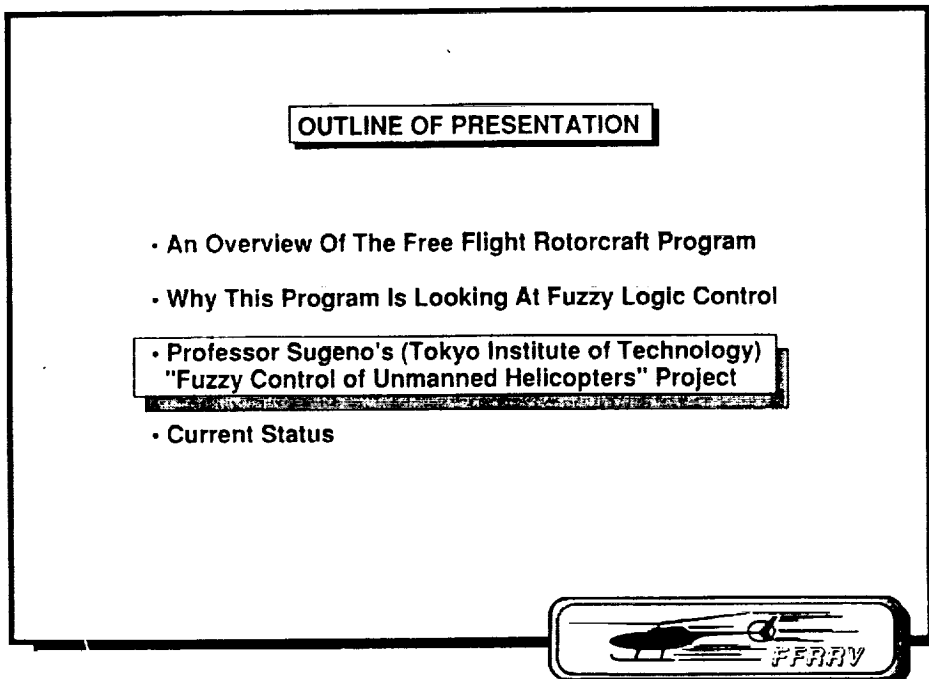 OUTLINE OF PRESENTATION
• An Overview Of The Free Flight Rotorcraft Program
• Why This Program Is Looking At Fuzzy Logic Control
• Professor Sugeno's (Tokyo Institute of Technology)
"Fuzzy Control of Unmanned Helicopters" Project
• Current Status
FFRRV